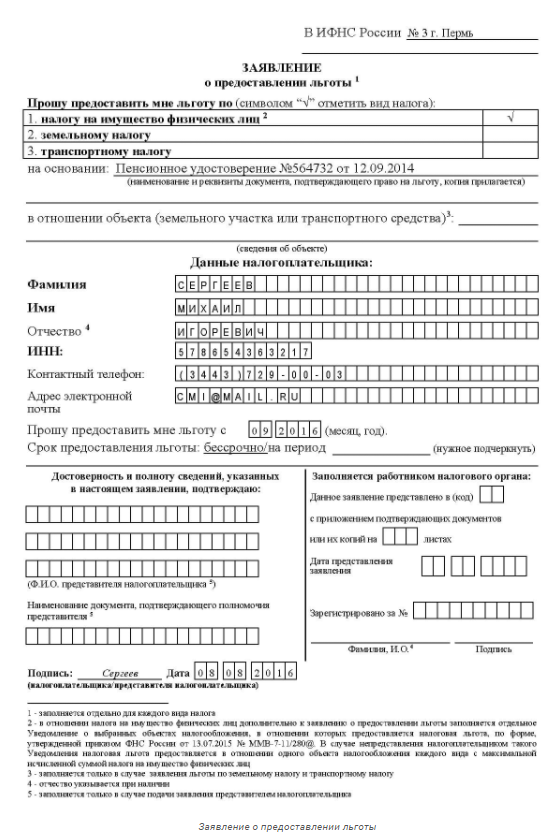 В ИФНС России № 3 г. Пермь
ЗАЯВЛЕНИЕ
о предоставлении льготы 1
Прошу предоставить мне льготу по (символом “√” отметить вид налога):
1. налогу на имущество физических лиц 2 √
2. земельному налогу
3. транспортному налогу
на основании: Пенсионное удостоверение №564732 от 12.09.2014
(наименование и реквизиты документа, подтверждающего право на льготу, копия прилагается)
в отношении объекта (земельного участка или транспортного средства)3:
(сведения об объекте)
Данные налогоплательщика:
Фамилия СЕРГЕЕВ
Имя МИХАИЛ
Отчество 4 ИГОРЕВИЧ
ИНН: 578654363217
Контактный телефон: (3443)729-00-03
Адрес электронной CMI@MAIL.RU
почты
Прошу предоставить мне льготу с 09 2016 (месяц, год).
Срок предоставления льготы: бессрочно/на период (нужное подчеркнуть)
Достоверность и полноту сведений, указанных
в настоящем заявлении, подтверждаю:
(Ф.И.О. представителя налогоплательщика 5)
Наименование документа, подтверждающего полномочия
представителя 5
Подпись: Сергеев Дата 08 08 2016
(налогоплательщика/представителя налогоплательщика)
Заполняется работником налогового органа:
Данное заявление представлено в (код)
с приложением подтверждающих документов
или их копий на листах
Дата представления
заявления
Зарегистрировано за №
Фамилия, И.О.4 Подпись
1 - заполняется отдельно для каждого вида налога
2 - в отношении налога на имущество физических лиц дополнительно к заявлению о предоставлении льготы заполняется отдельное
Уведомление о выбранных объектах налогообложения, в отношении которых предоставляется налоговая льгота, по форме,
утвержденной приказом ФНС России от 13.07.2015 № ММВ-7-11/280@. В случае непредставления налогоплательщиком такого
Уведомления налоговая льгота предоставляется в отношении одного объекта налогообложения каждого вида с максимальной
исчисленной суммой налога на имущество физических лиц
3 - заполняется только в случае заявления льготы по земельному налогу и транспортному налогу
4 - отчество указывается при наличии
5 - заполняется только в случае подачи заявления представителем налогоплательщика
Заявление о предоставлении льготы